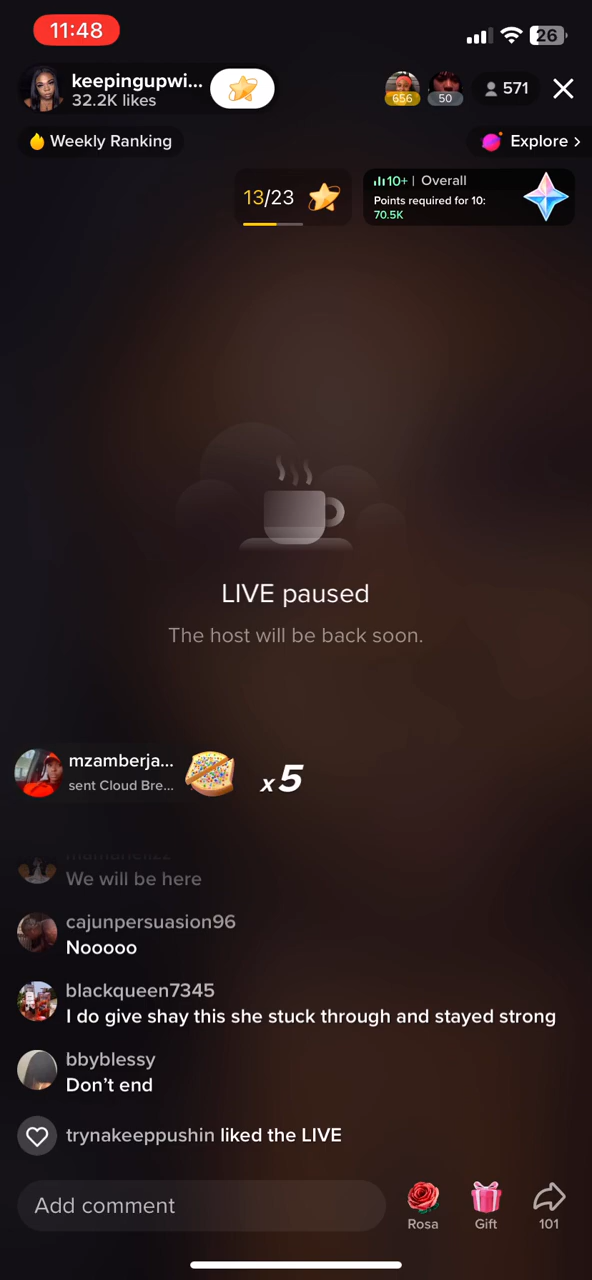 11:48
26
keepingupwi...
32.2K likes
656
50
571
Weekly Ranking
Explore >
13/23
10+ | Overall
Points required for 10:
70.5K
LIVE paused
The host will be back soon.
mzamberja...
sent Cloud Bre...
x5
We will be here
cajunpersuasion96
Nooooo
blackqueen7345
I do give shay this she stuck through and stayed strong
bbyblessy
Don’t end
trynakeeppushin liked the LIVE
Add comment
Rosa
Gift
101